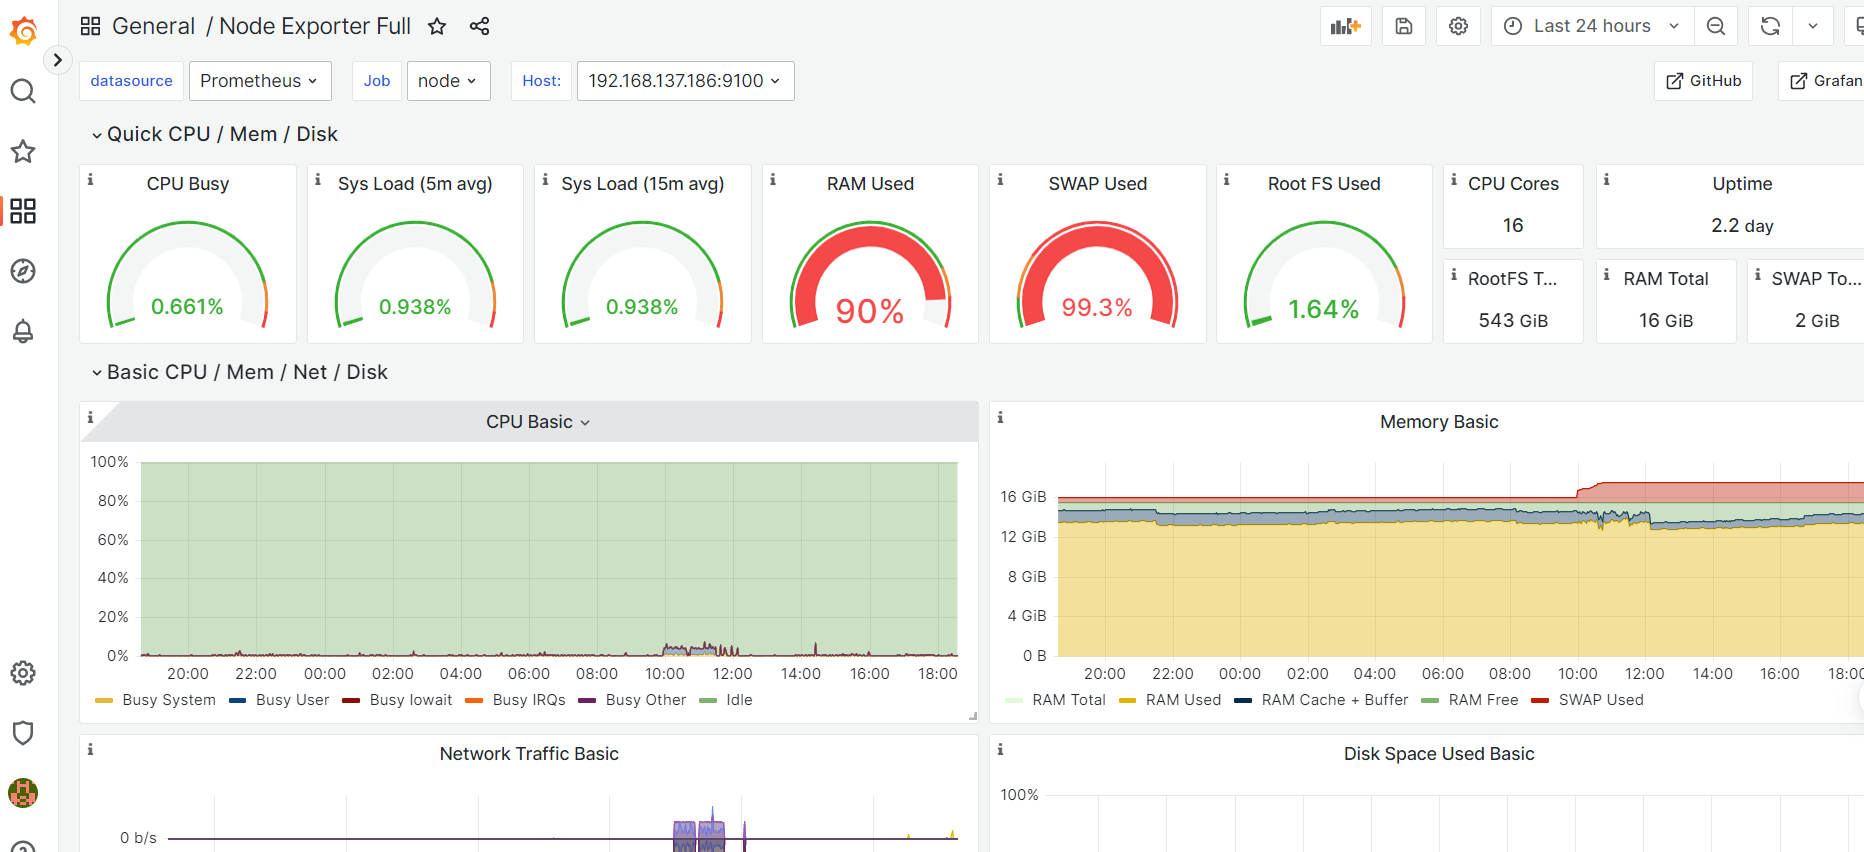 General / Node Exporter Full
Last 24 hours
datasource Prometheus Job node Host: 192.168.137.186:9100
GitHub Grafan
Quick CPU / Mem / Disk
CPU Busy
0.661%
Sys Load (5m avg)
0.938%
Sys Load (15m avg)
0.938%
RAM Used
90%
SWAP Used
99.3%
Root FS Used
1.64%
CPU Cores
16
Uptime
2.2 day
RootFS T...
543 GiB
RAM Total
16 GiB
SWAP To...
2 GiB
Basic CPU / Mem / Net / Disk
CPU Basic
100%
80%
60%
40%
20%
0%
20:00 22:00 00:00 02:00 04:00 06:00 08:00 10:00 12:00 14:00 16:00 18:00
Busy System Busy User Busy Iowait Busy IRQs Busy Other Idle
Memory Basic
16 GiB
12 GiB
8 GiB
4 GiB
0 B
20:00 22:00 00:00 02:00 04:00 06:00 08:00 10:00 12:00 14:00 16:00 18:00
RAM Total RAM Used RAM Cache + Buffer RAM Free SWAP Used
Network Traffic Basic
0 b/s
Disk Space Used Basic
100%